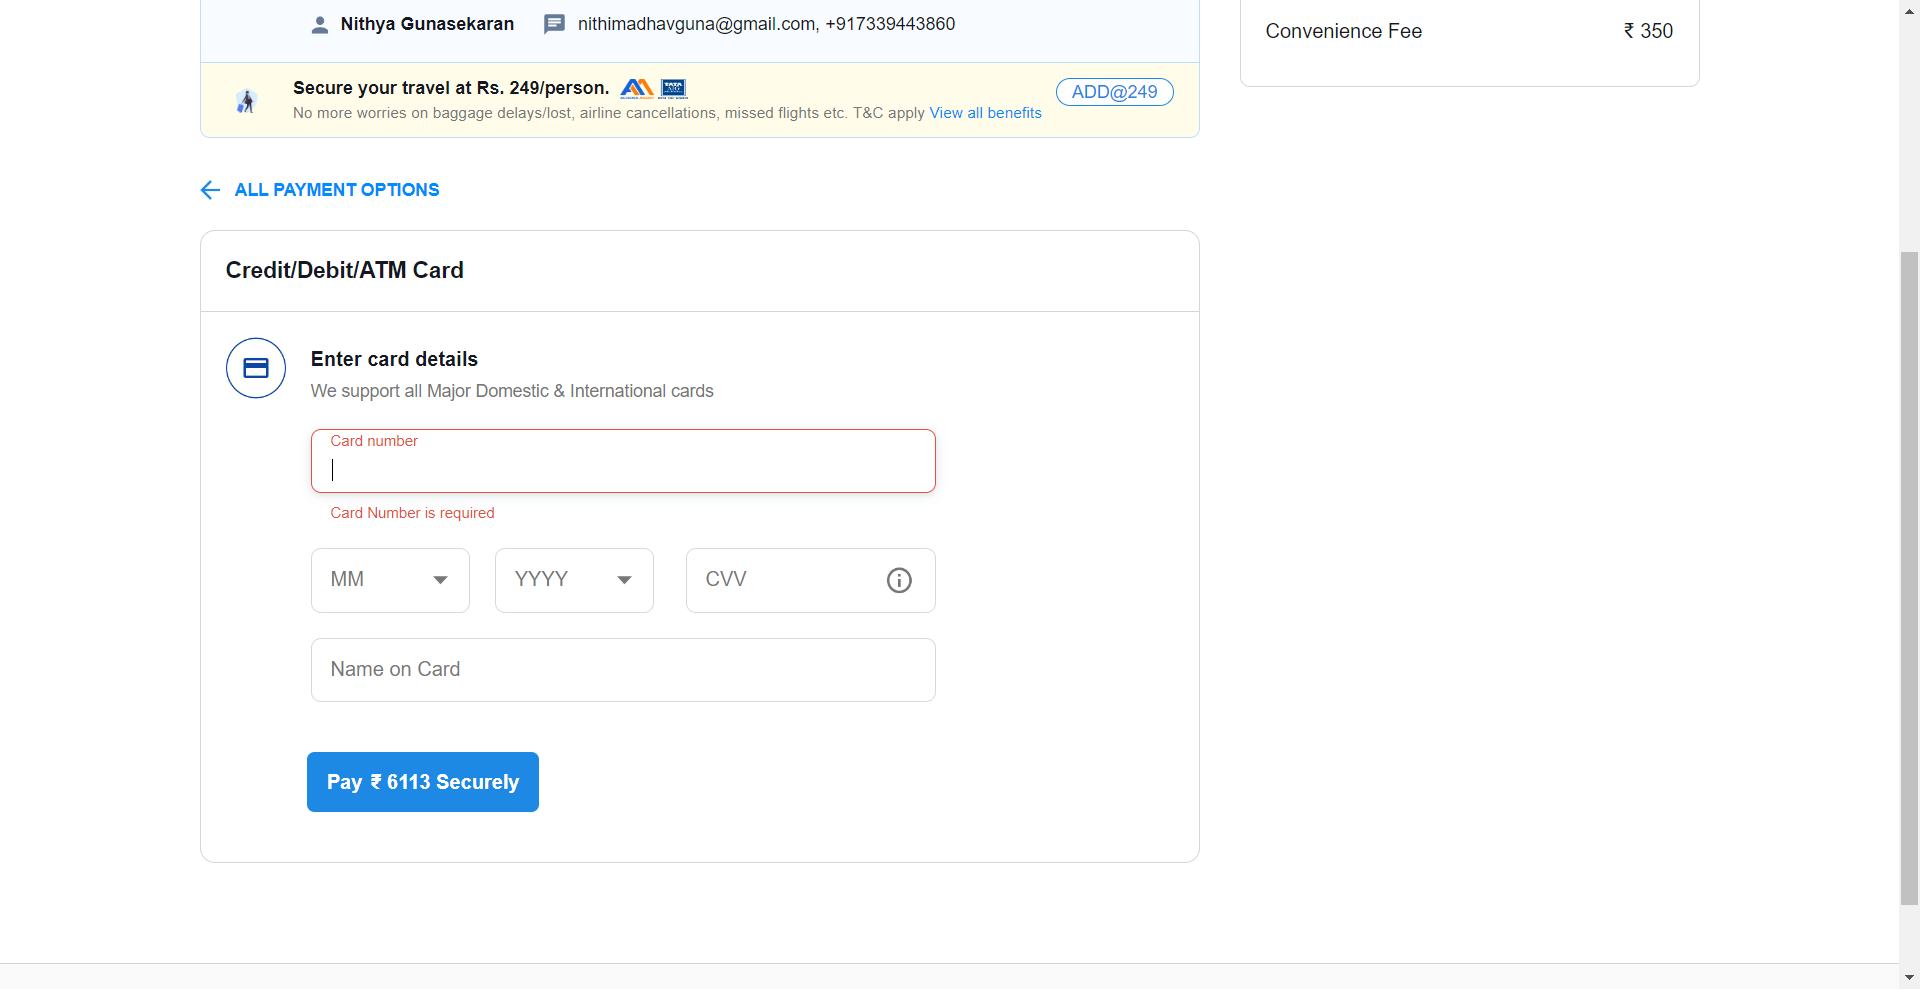 Nithya Gunasekaran nithimadhavguna@gmail.com, +917339443860
Convenience Fee ₹ 350
Secure your travel at Rs. 249/person.
ADD@249
No more worries on baggage delays/lost, airline cancellations, missed flights etc. T&C apply View all benefits
ALL PAYMENT OPTIONS
Credit/Debit/ATM Card
Enter card details
We support all Major Domestic & International cards
Card number
Card Number is required
MM YYYY CVV
Name on Card
Pay ₹ 6113 Securely